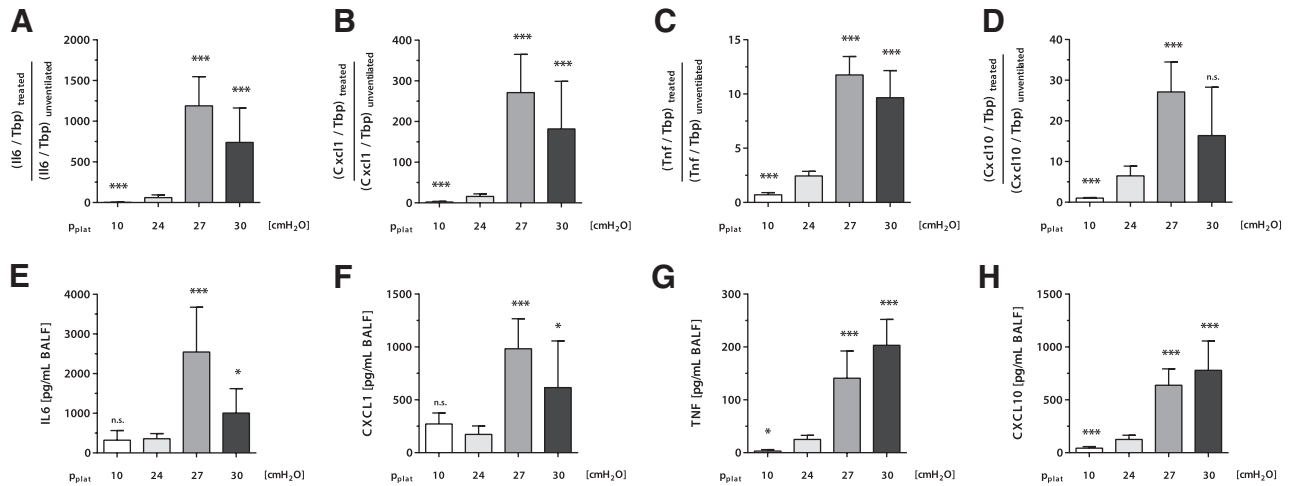 A
(Il6 / Tbp) treated
(Il6 / Tbp) unventilated
2000
1500
1000
500
0
***
***
***
pplat 10 24 27 30 [cmH2O]
B
(Cxcl1 / Tbp) treated
(Cxcl1 / Tbp) unventilated
400
300
200
100
0
***
***
***
pplat 10 24 27 30 [cmH2O]
C
(Tnf / Tbp) treated
(Tnf / Tbp) unventilated
15
10
5
0
***
***
***
pplat 10 24 27 30 [cmH2O]
D
(Cxcl10 / Tbp) treated
(Cxcl10 / Tbp) unventilated
40
30
20
10
0
***
***
n.s.
pplat 10 24 27 30 [cmH2O]
E
IL6 [pg/mL BALF]
4000
3000
2000
1000
0
n.s.
***
*
pplat 10 24 27 30 [cmH2O]
F
CXCL1 [pg/mL BALF]
1500
1000
500
0
n.s.
***
*
pplat 10 24 27 30 [cmH2O]
G
TNF [pg/mL BALF]
300
200
100
0
*
***
***
pplat 10 24 27 30 [cmH2O]
H
CXCL10 [pg/mL BALF]
1500
1000
500
0
***
***
***
pplat 10 24 27 30 [cmH2O]